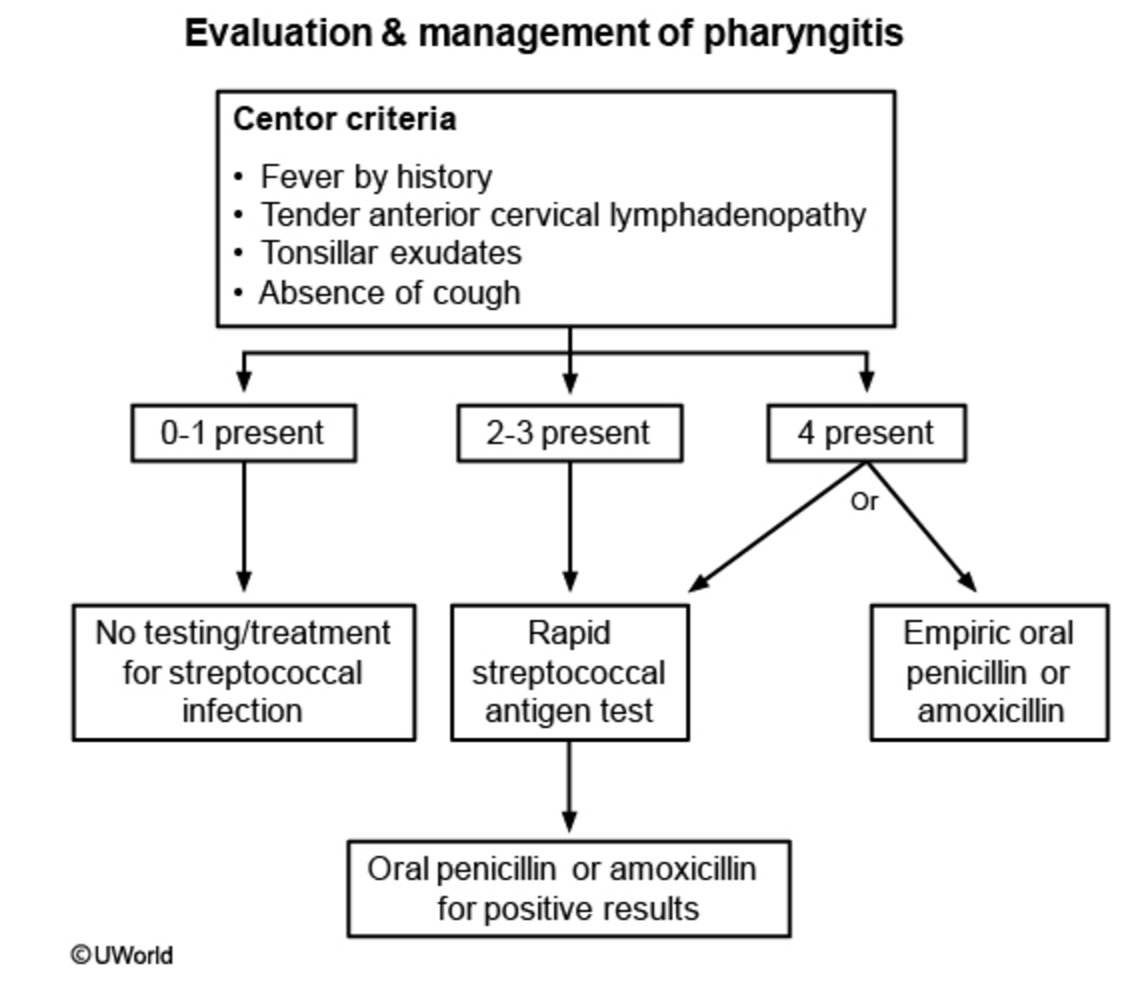 Evaluation & management of pharyngitis
Centor criteria
• Fever by history
• Tender anterior cervical lymphadenopathy
• Tonsillar exudates
• Absence of cough
0-1 present
2-3 present
4 present
Or
No testing/treatment
for streptococcal
infection
Rapid
streptococcal
antigen test
Empiric oral
penicillin or
amoxicillin
Oral penicillin or amoxicillin
for positive results
©UWorld